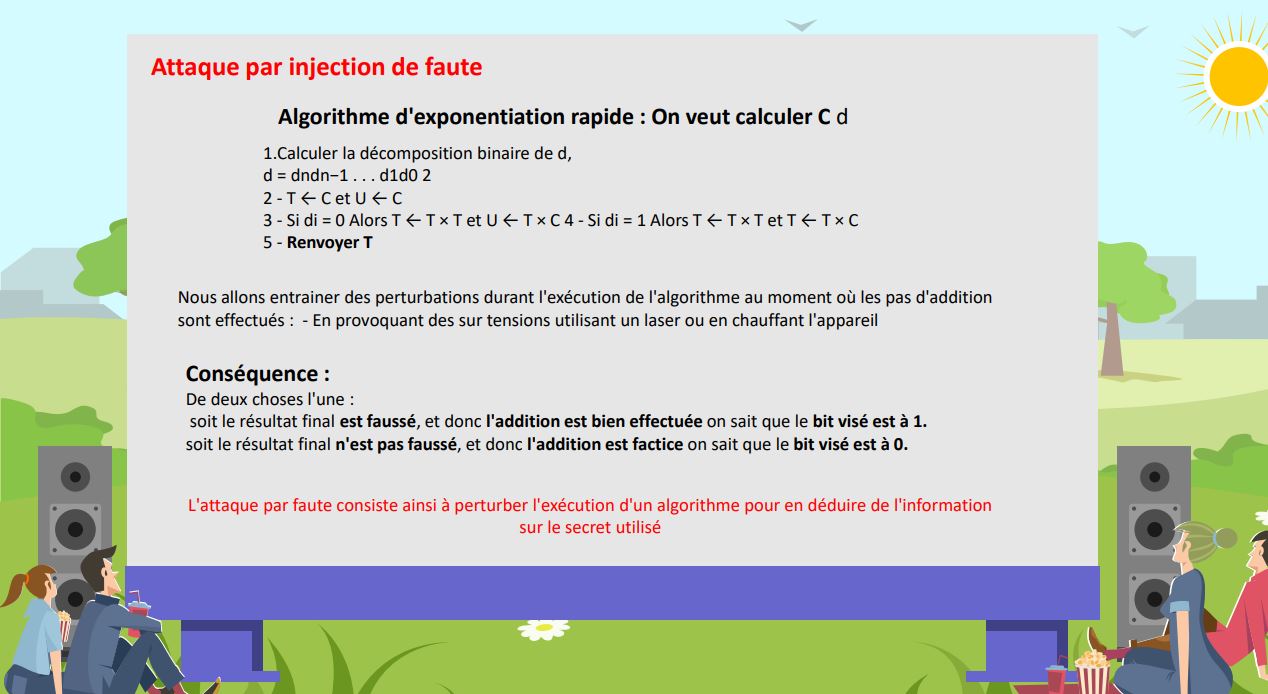 Attaque par injection de faute
Algorithme d'exponentiation rapide : On veut calculer C d
1.Calculer la décomposition binaire de d,
d = dndn−1 . . . d1d0 2
2 - T ← C et U ← C
3 - Si di = 0 Alors T ← T × T et U ← T × C 4 - Si di = 1 Alors T ← T × T et T ← T × C
5 - Renvoyer T
Nous allons entrainer des perturbations durant l'exécution de l'algorithme au moment où les pas d'addition
sont effectués : - En provoquant des sur tensions utilisant un laser ou en chauffant l'appareil
Conséquence :
De deux choses l'une :
soit le résultat final est faussé, et donc l'addition est bien effectuée on sait que le bit visé est à 1.
soit le résultat final n'est pas faussé, et donc l'addition est factice on sait que le bit visé est à 0.
L'attaque par faute consiste ainsi à perturber l'exécution d'un algorithme pour en déduire de l'information
sur le secret utilisé